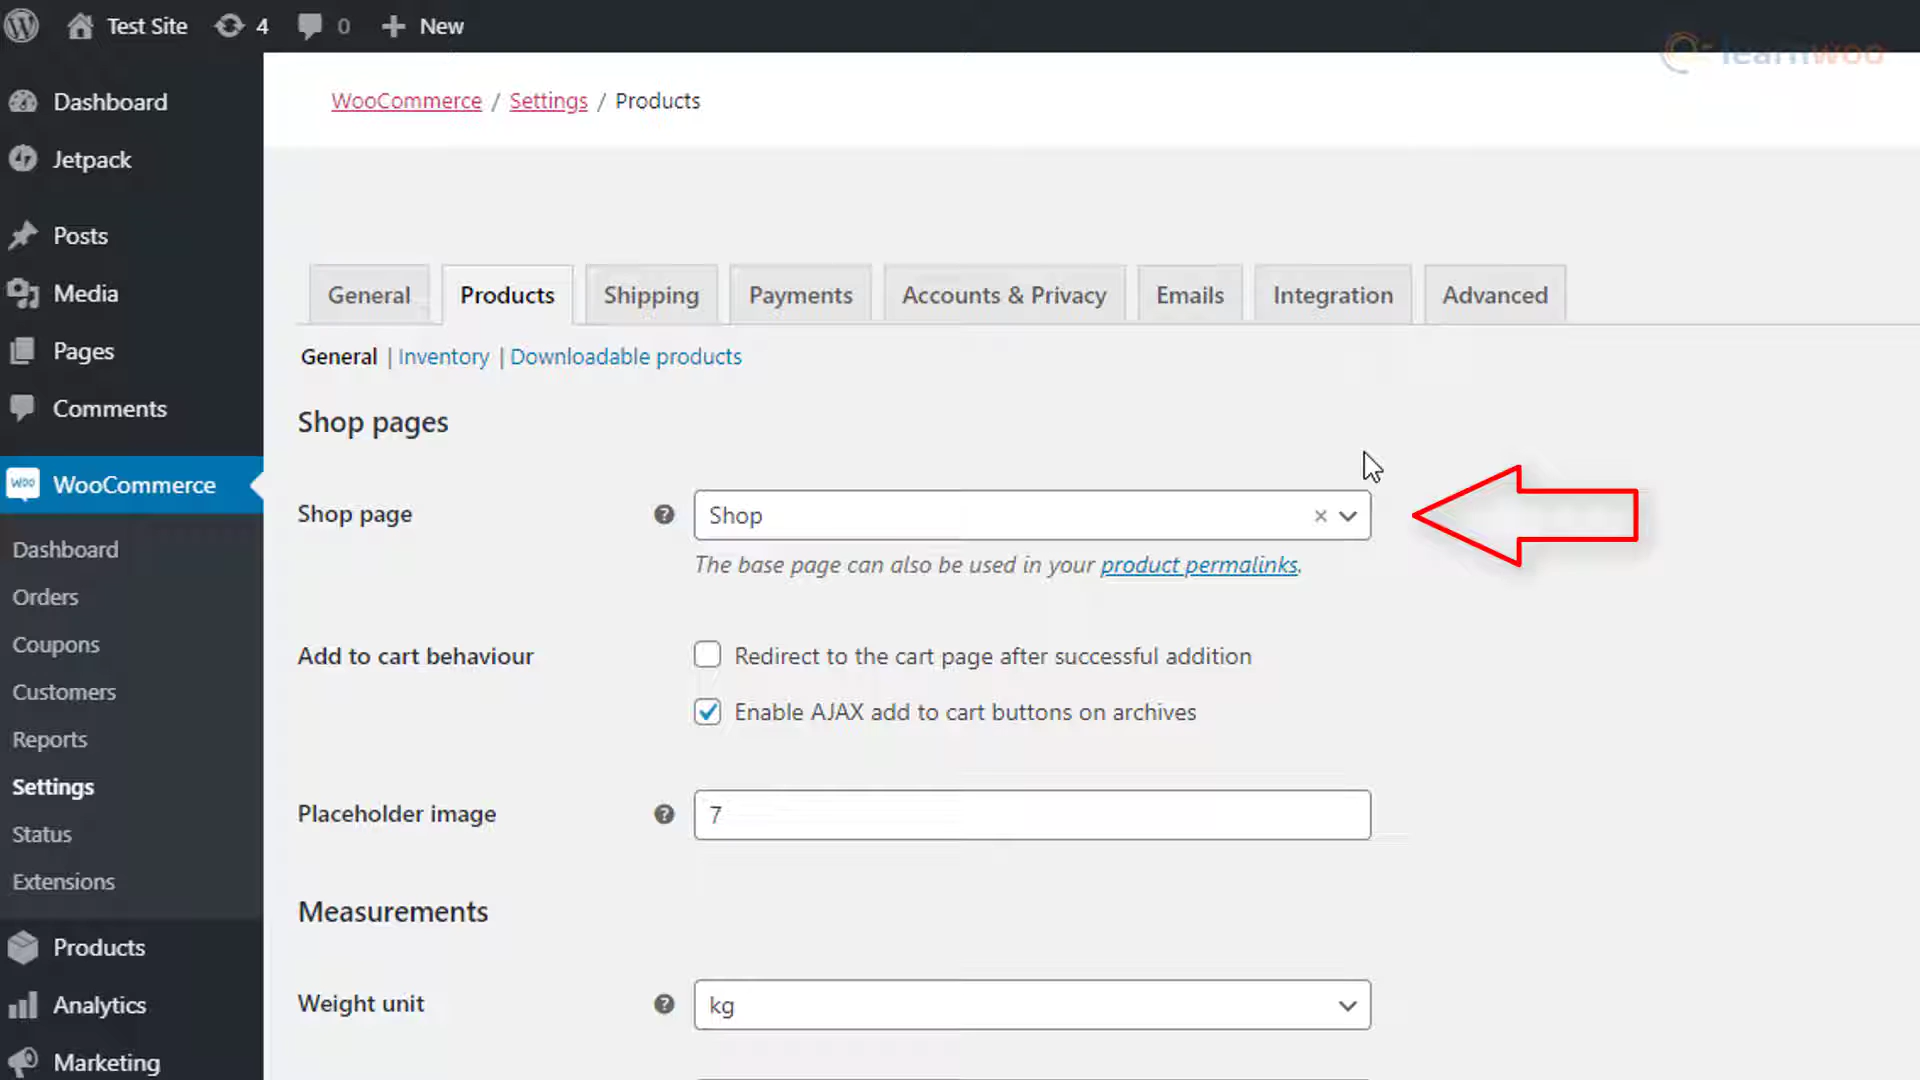 Test Site 4 0 New
learnwoo
Dashboard
Jetpack
Posts
Media
Pages
Comments
WooCommerce
Dashboard
Orders
Coupons
Customers
Reports
Settings
Status
Extensions
Products
Analytics
Marketing
WooCommerce / Settings / Products
General Products Shipping Payments Accounts & Privacy Emails Integration Advanced
General | Inventory | Downloadable products
Shop pages
Shop page ? Shop ×
The base page can also be used in your product permalinks.
Add to cart behaviour Redirect to the cart page after successful addition
Enable AJAX add to cart buttons on archives
Placeholder image ? 7
Measurements
Weight unit ? kg